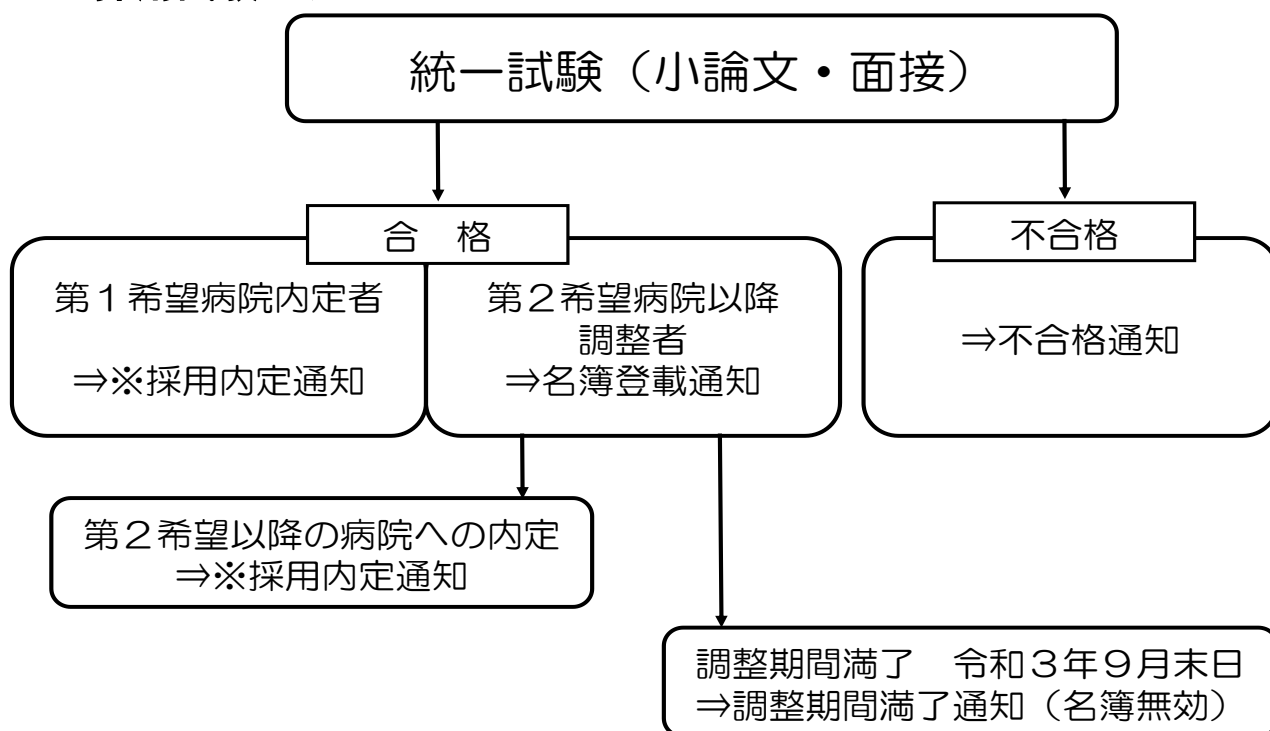 統一試験（小論文・面接）
合　格
不合格
第１希望病院内定者
⇒※採用内定通知
第２希望病院以降
調整者
⇒名簿登載通知
⇒不合格通知
第２希望以降の病院への内定
⇒※採用内定通知
調整期間満了　令和３年９月末日
⇒調整期間満了通知（名簿無効）